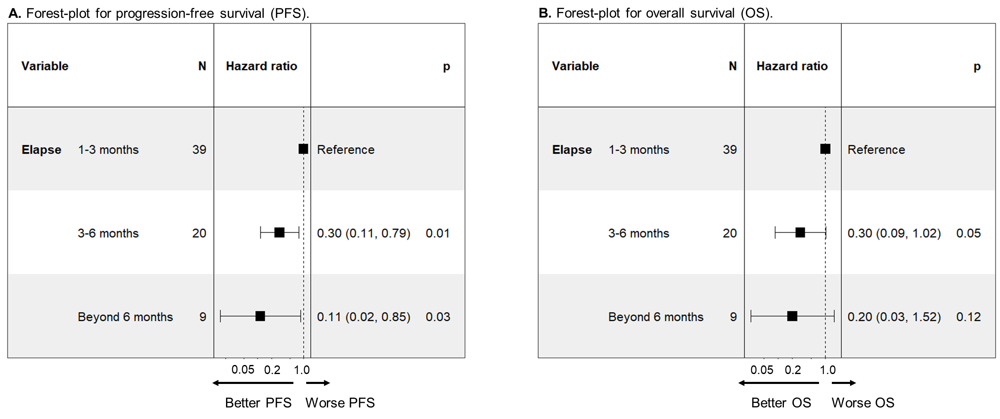 A. Forest-plot for progression-free survival (PFS).
Variable N Hazard ratio p
Elapse 1-3 months 39 Reference
3-6 months 20 0.30 (0.11, 0.79) 0.01
Beyond 6 months 9 0.11 (0.02, 0.85) 0.03
0.05 0.2 1.0
Better PFS Worse PFS
B. Forest-plot for overall survival (OS).
Variable N Hazard ratio p
Elapse 1-3 months 39 Reference
3-6 months 20 0.30 (0.09, 1.02) 0.05
Beyond 6 months 9 0.20 (0.03, 1.52) 0.12
0.05 0.2 1.0
Better OS Worse OS